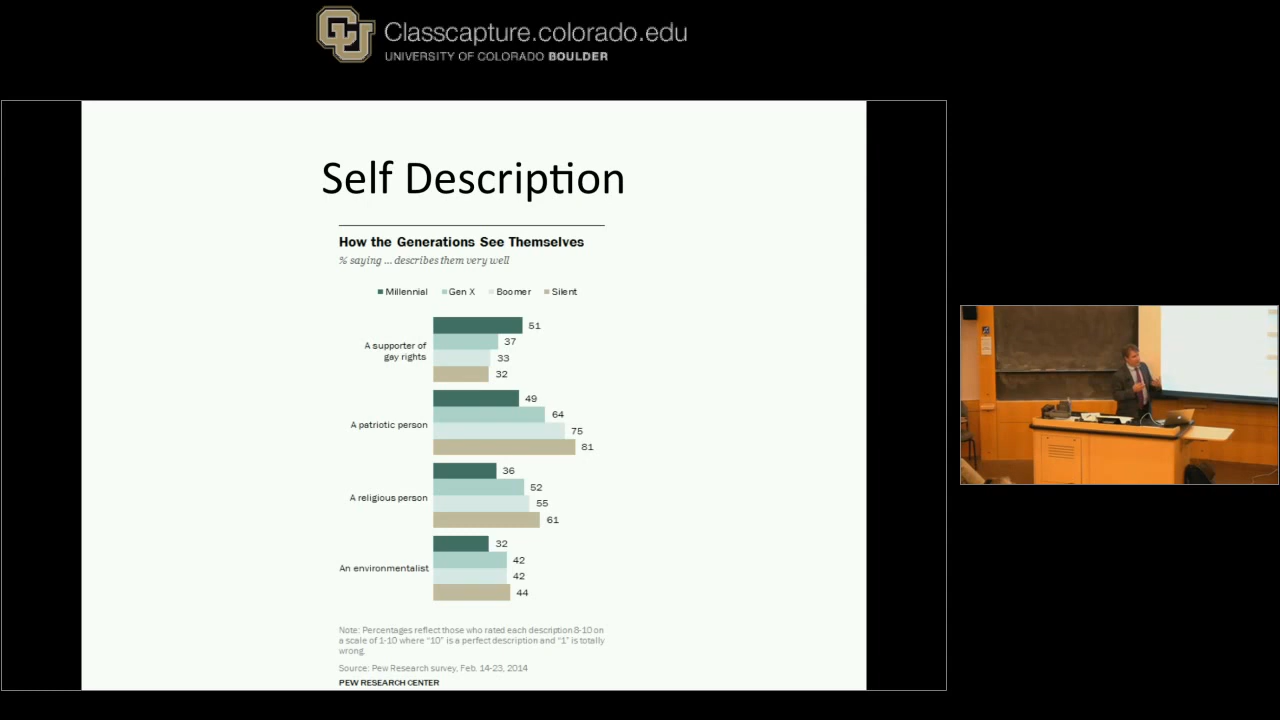 CU
Classcapture.colorado.edu
UNIVERSITY OF COLORADO BOULDER
Self Description
How the Generations See Themselves
% saying ... describes them very well
Millennial Gen X Boomer Silent
A supporter of
gay rights
51
37
33
32
A patriotic person
49
64
75
81
A religious person
36
52
55
61
An environmentalist
32
42
42
44
Note: Percentages reflect those who rated each description 8-10 on
a scale of 1-10 where "10" is a perfect description and "1" is totally
wrong.
Source: Pew Research survey, Feb. 14-23, 2014
PEW RESEARCH CENTER